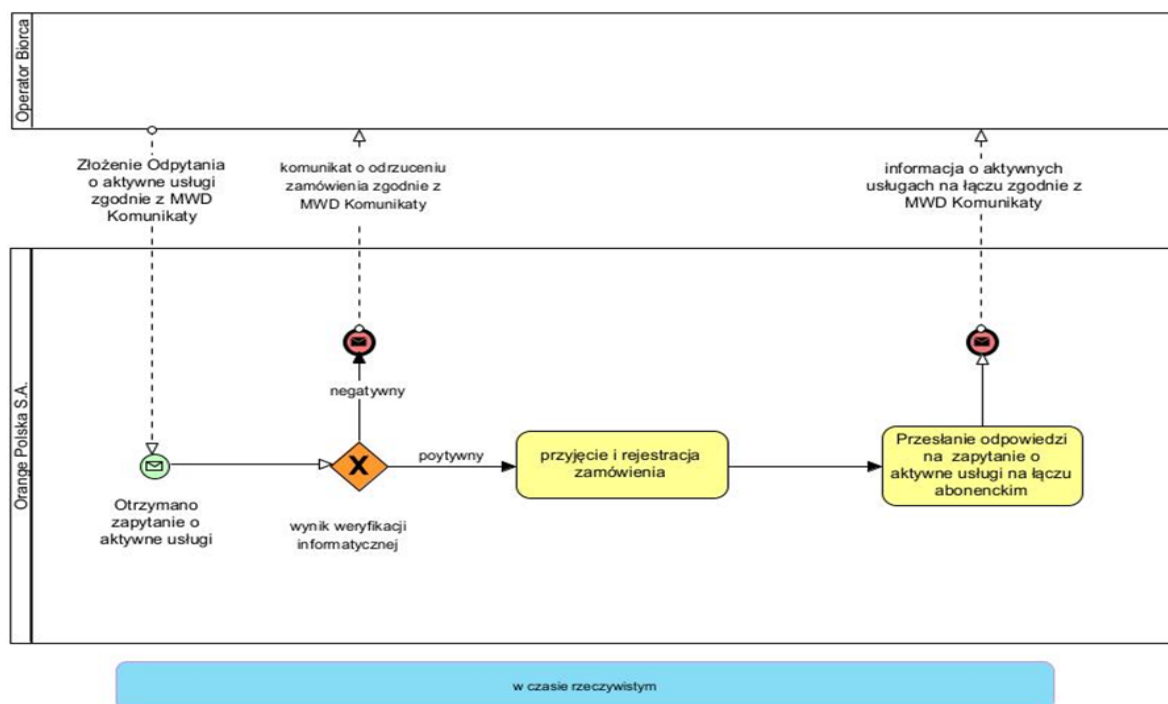 Operator Biorca
Złożenie Odpytania
o aktywne usługi
zgodnie z MWD
Komunikaty
komunikat o odrzuceniu
zamówienia zgodnie z
MWD Komunikaty
informacja o aktywnych
usługach na łączu zgodnie z
MWD Komunikaty
Orange Polska S.A.
Otrzymano
zapytanie o
aktywne usługi
negatywny
wynik weryfikacji
informatycznej
poytywny
przyjęcie i rejestracja
zamówienia
Przesłanie odpowiedzi
na zapytanie o
aktywne usługi na łączu
abonenckim
w czasie rzeczywistym